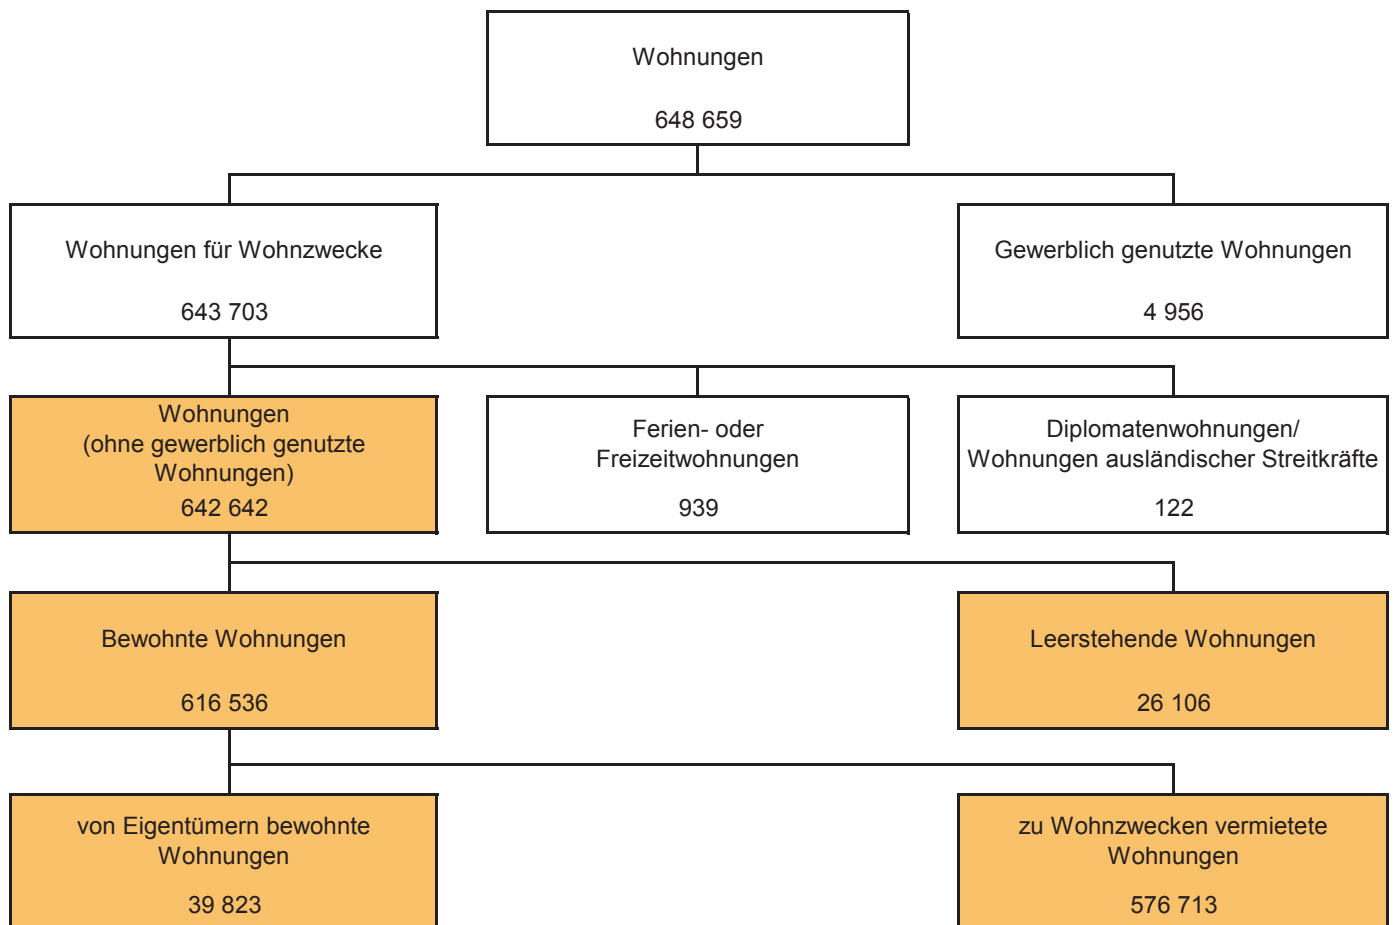 Wohnungen
648 659
Wohnungen für Wohnzwecke
643 703
Gewerblich genutzte Wohnungen
4 956
Wohnungen
(ohne gewerblich genutzte
Wohnungen)
642 642
Ferien- oder
Freizeitwohnungen
939
Diplomatenwohnungen/
Wohnungen ausländischer Streitkräfte
122
Bewohnte Wohnungen
616 536
Leerstehende Wohnungen
26 106
von Eigentümern bewohnte
Wohnungen
39 823
zu Wohnzwecken vermietete
Wohnungen
576 713